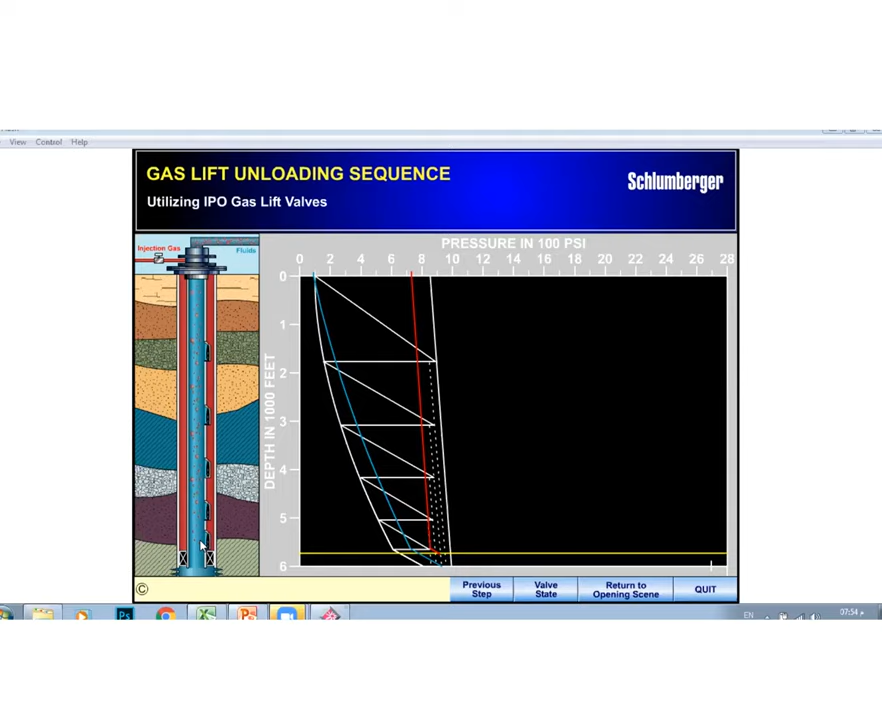 View Control Help
GAS LIFT UNLOADING SEQUENCE
Utilizing IPO Gas Lift Valves
Schlumberger
Injection Gas
Fluids
PRESSURE IN 100 PSI
0 2 4 6 8 10 12 14 16 18 20 22 24 26 28
DEPTH IN 1000 FEET
0
1
2
3
4
5
6
©
Previous Step
Valve State
Return to Opening Scene
QUIT
Ps
EN
07:54 م